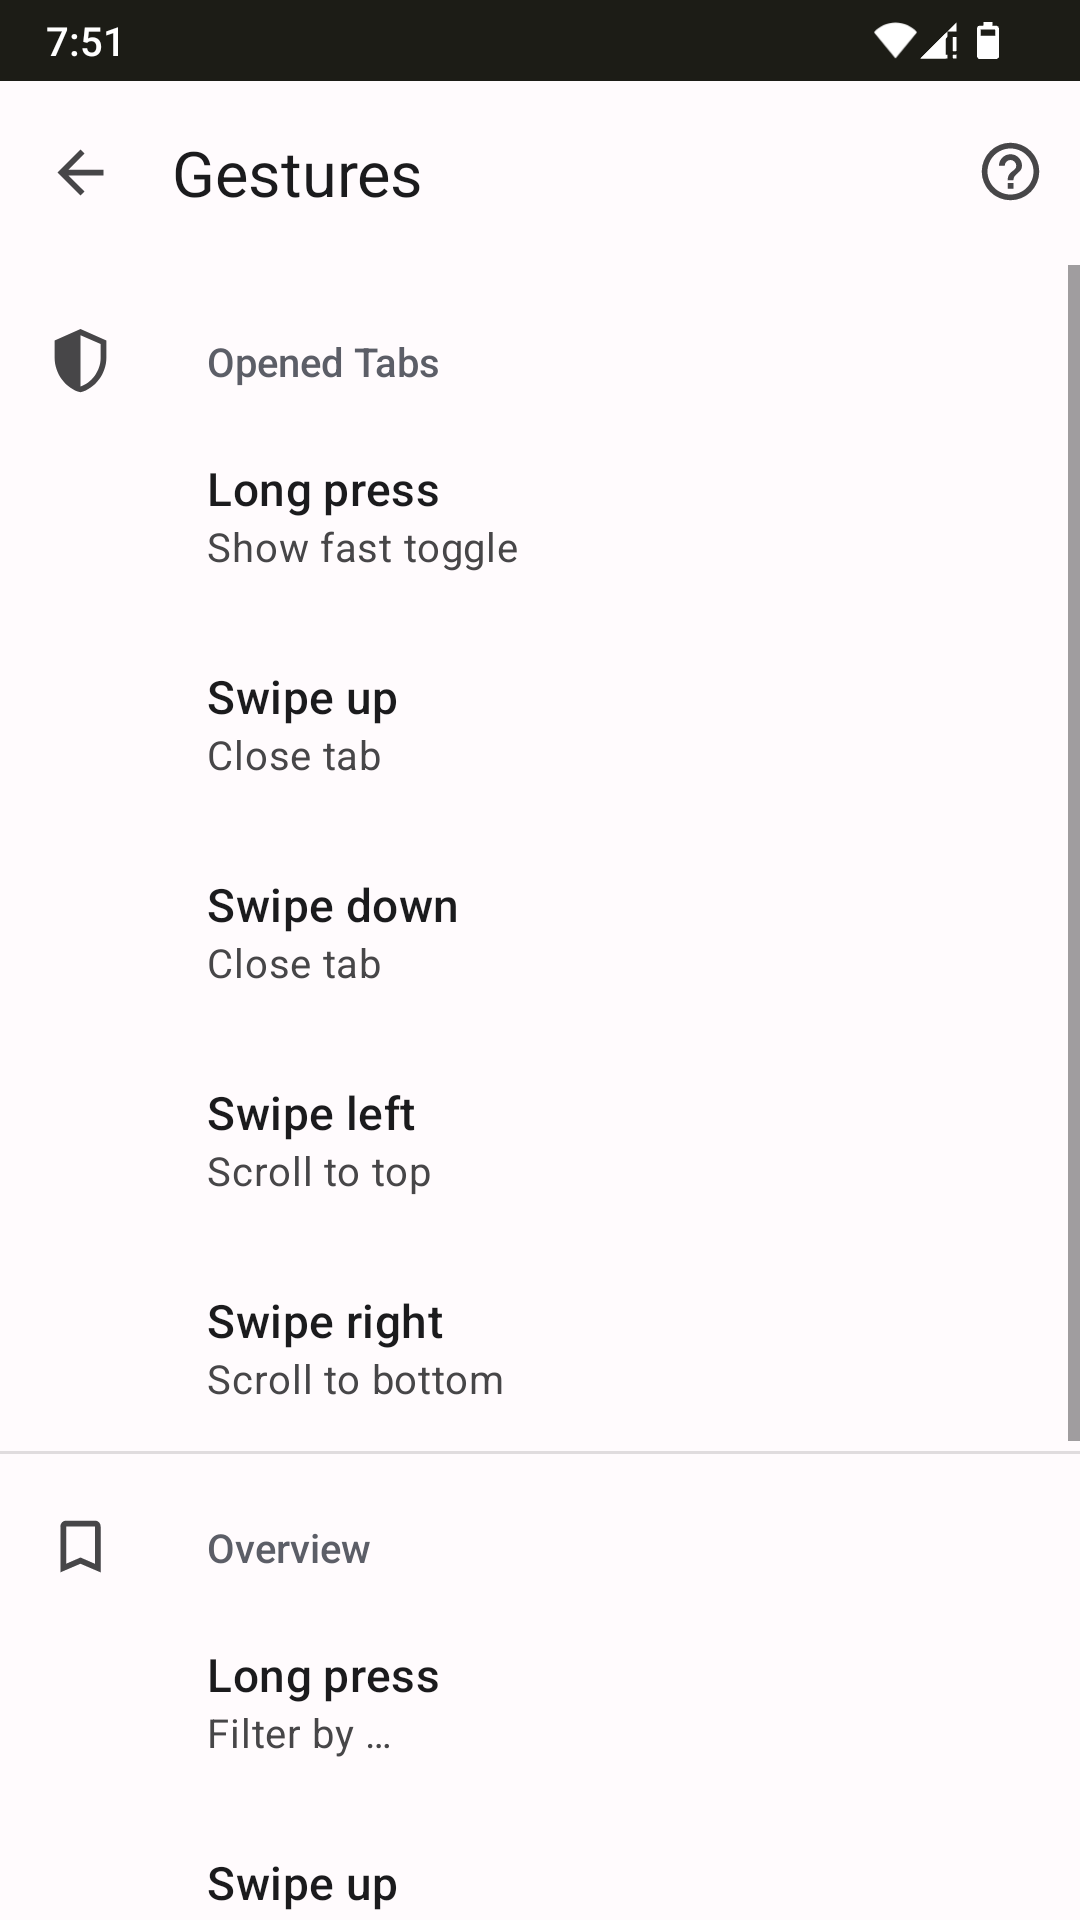 7:51
Gestures
Opened Tabs
Long press
Show fast toggle
Swipe up
Close tab
Swipe down
Close tab
Swipe left
Scroll to top
Swipe right
Scroll to bottom
Overview
Long press
Filter by ...
Swipe up